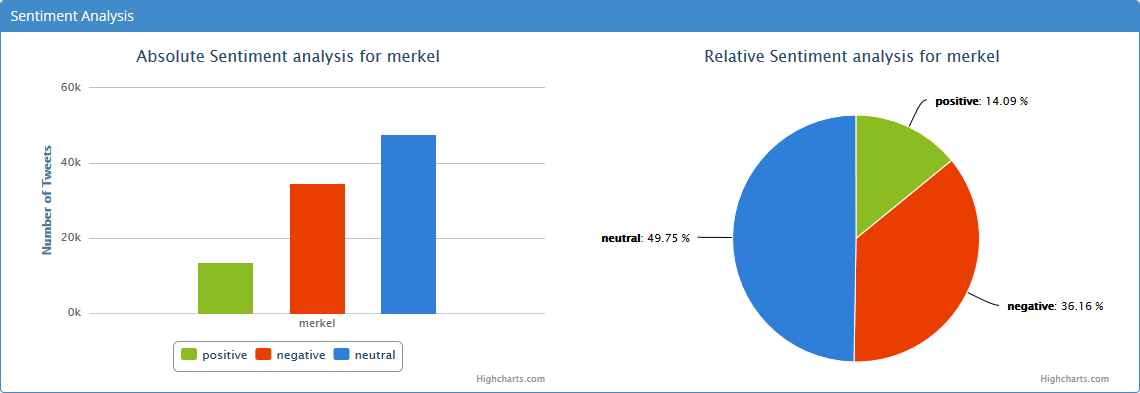 Sentiment Analysis
Absolute Sentiment analysis for merkel
60k
40k
20k
0k
Number of Tweets
merkel
positive negative neutral
Highcharts.com
Relative Sentiment analysis for merkel
positive: 14.09 %
neutral: 49.75 %
negative: 36.16 %
Highcharts.com